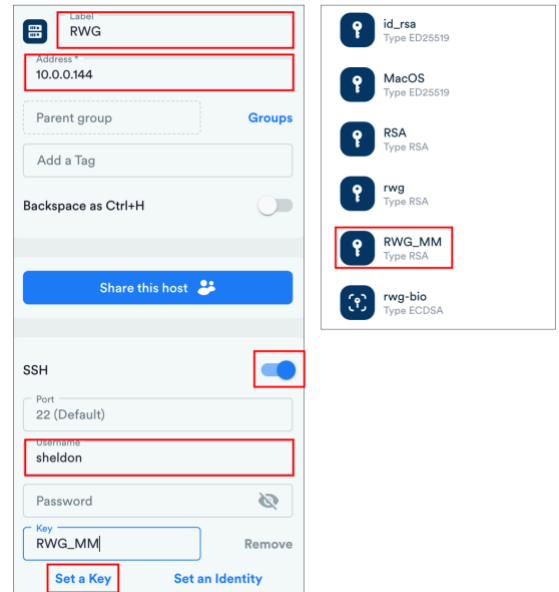 Label
RWG
Address *
10.0.0.144
Parent group
Groups
Add a Tag
Backspace as Ctrl+H
Share this host
SSH
Port
22 (Default)
Username
sheldon
Password
Key
RWG_MM
Remove
Set a Key
Set an Identity
id_rsa
Type ED25519
MacOS
Type ED25519
RSA
Type RSA
rwg
Type RSA
RWG_MM
Type RSA
rwg-bio
Type ECDSA